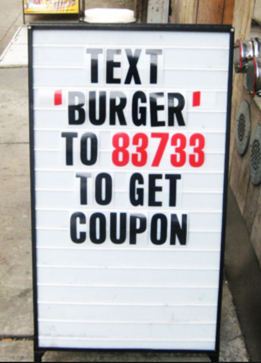 TEXT
'BURGER'
TO 83733
TO GET
COUPON